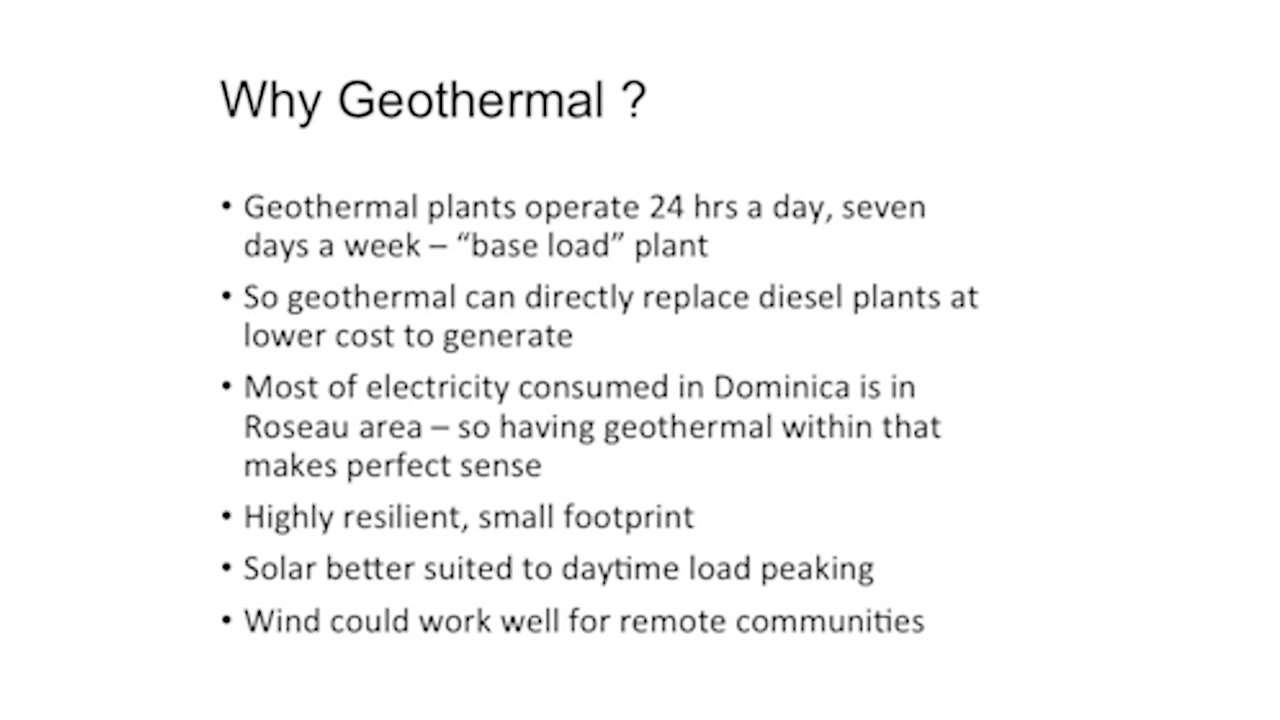 Why Geothermal ?
• Geothermal plants operate 24 hrs a day, seven
days a week – “base load” plant
• So geothermal can directly replace diesel plants at
lower cost to generate
• Most of electricity consumed in Dominica is in
Roseau area – so having geothermal within that
makes perfect sense
• Highly resilient, small footprint
• Solar better suited to daytime load peaking
• Wind could work well for remote communities